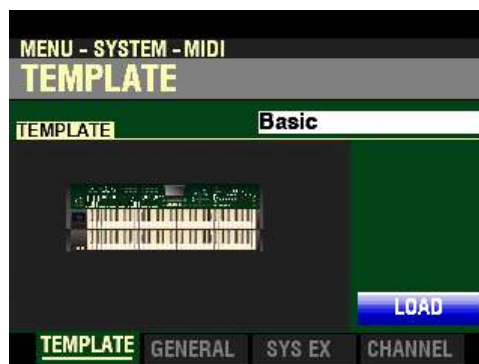 MENU - SYSTEM - MIDI
TEMPLATE
TEMPLATE Basic
LOAD
TEMPLATE GENERAL SYS EX CHANNEL